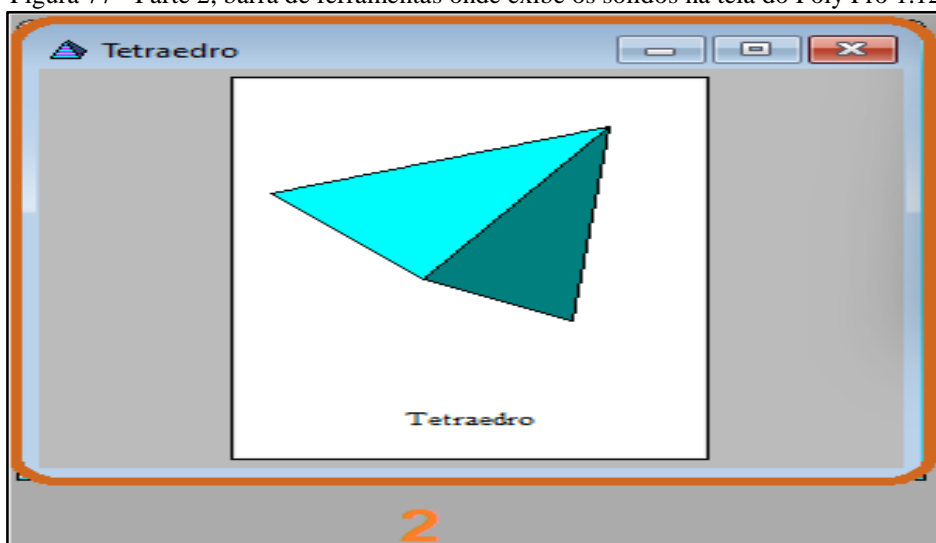 Figura 77 - Parte 2, barra de ferramentas onde exibe os sólidos na tela do Poly Pro 1.12
Tetraedro
Tetraedro
2